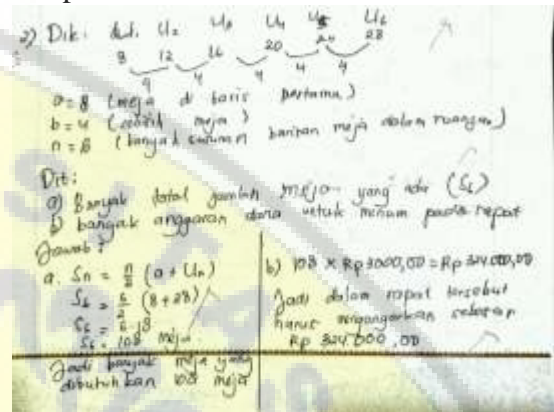 2) Dik: U₁ U₂ U₃ U₄ U₅ U₆
8 12 16 20 24 28
4 4 4 4 4
a = 8 (meja di baris pertama)
b = 4 (selisih meja)
n = 6 (banyak susunan barisan meja dalam ruangan)
Dit:
a) Banyak total jumlah meja yang ada (S₆)
b) banyak anggaran dana untuk minum pada rapat
Jawab:
a. Sn = n/2 (a + Un)
S₆ = 6/2 (8+28)
S₆ =
S₆ = 108 meja
Jadi banyak meja yang
dibutuhkan 108 meja
b) 108 × Rp 3000,00 = Rp 324.000,00
Jadi dalam rapat tersebut
harus sebesar
Rp 324.000,00